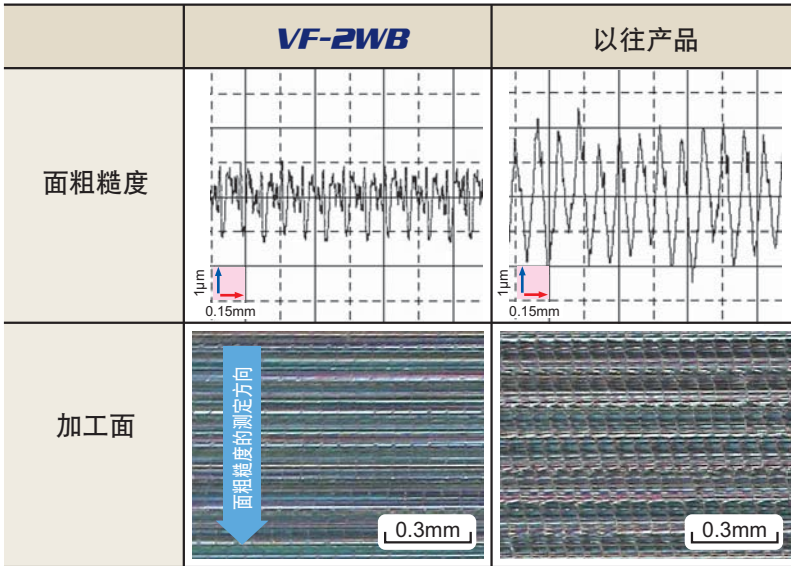 VF-2WB
以往产品
面粗糙度
1μm
0.15mm
1μm
0.15mm
加工面
面粗糙度的测定方向
0.3mm
0.3mm